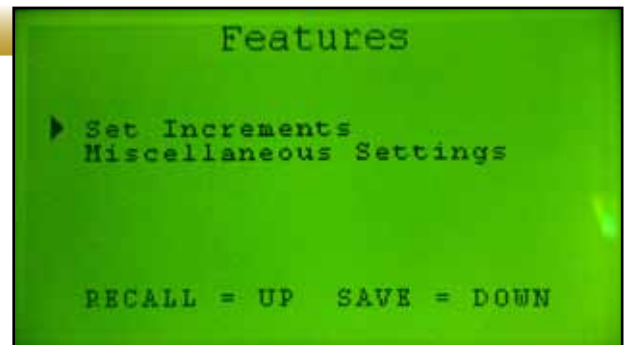 Features
Set Increments
Miscellaneous Settings
RECALL = UP SAVE = DOWN